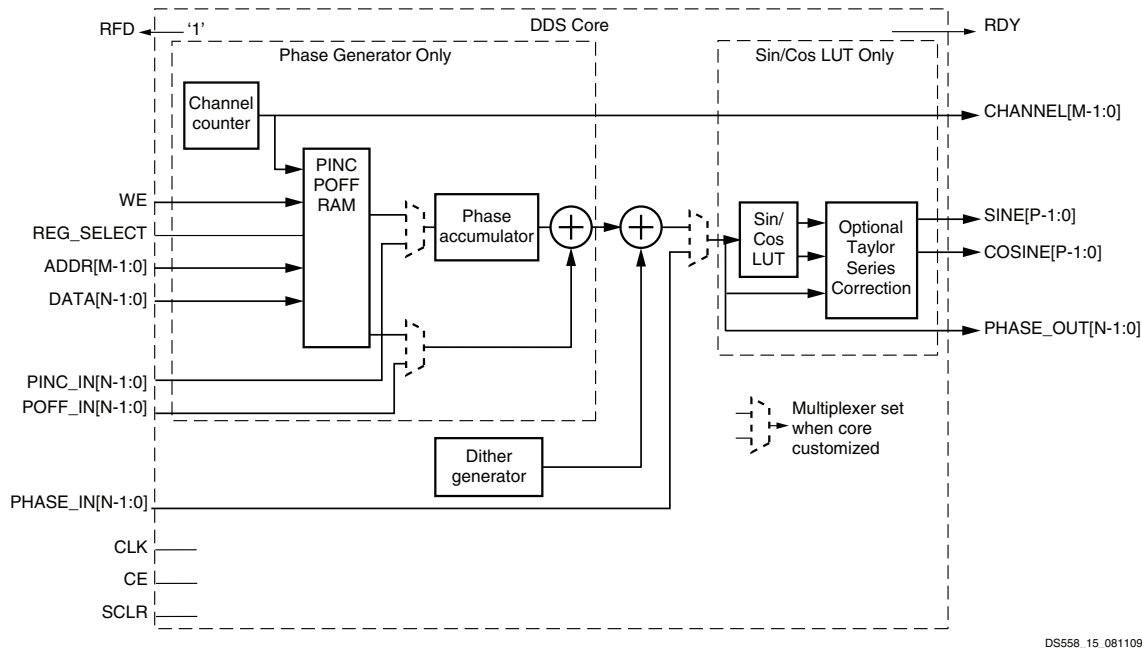 RFD
'1'
DDS Core
RDY
Phase Generator Only
Sin/Cos LUT Only
Channel
counter
CHANNEL[M-1:0]
PINC
POFF
RAM
WE
REG_SELECT
ADDR[M-1:0]
DATA[N-1:0]
Phase
accumulator
Sin/
Cos
LUT
Optional
Taylor
Series
Correction
SINE[P-1:0]
COSINE[P-1:0]
PHASE_OUT[N-1:0]
PINC_IN[N-1:0]
POFF_IN[N-1:0]
Multiplexer set
when core
customized
Dither
generator
PHASE_IN[N-1:0]
CLK
CE
SCLR
DS558_15_081109